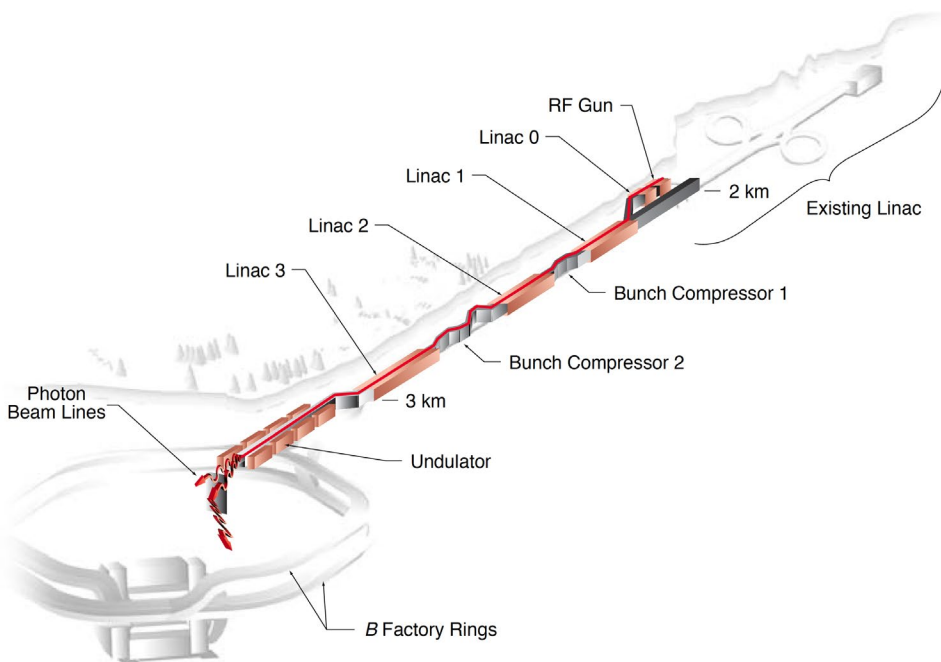 RF Gun
Linac 0
Linac 1
2 km
Existing Linac
Linac 2
Linac 3
Bunch Compressor 1
Bunch Compressor 2
Photon
Beam Lines
3 km
Undulator
B Factory Rings